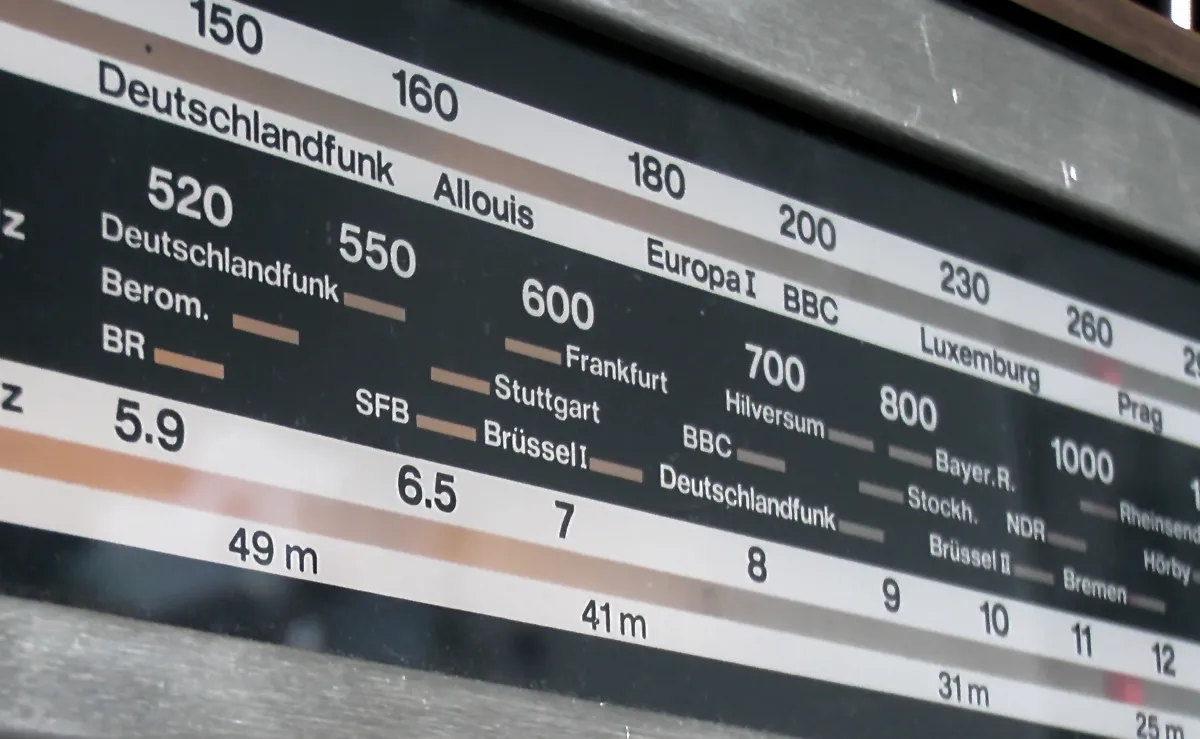 150 160 180 200 230 260
Deutschlandfunk Allouis Europa I BBC Luxemburg Prag
z 520 550 600 700 800 1000
Deutschlandfunk Frankfurt Hilversum Bayer.R. Rheinsend
Berom. Stuttgart BBC Stockh. NDR Hörby
BR SFB Brüssel I Deutschlandfunk Brüssel II Bremen
z 5.9 6.5 7 8 9 10 11 12
49 m 41 m 31 m 25 m